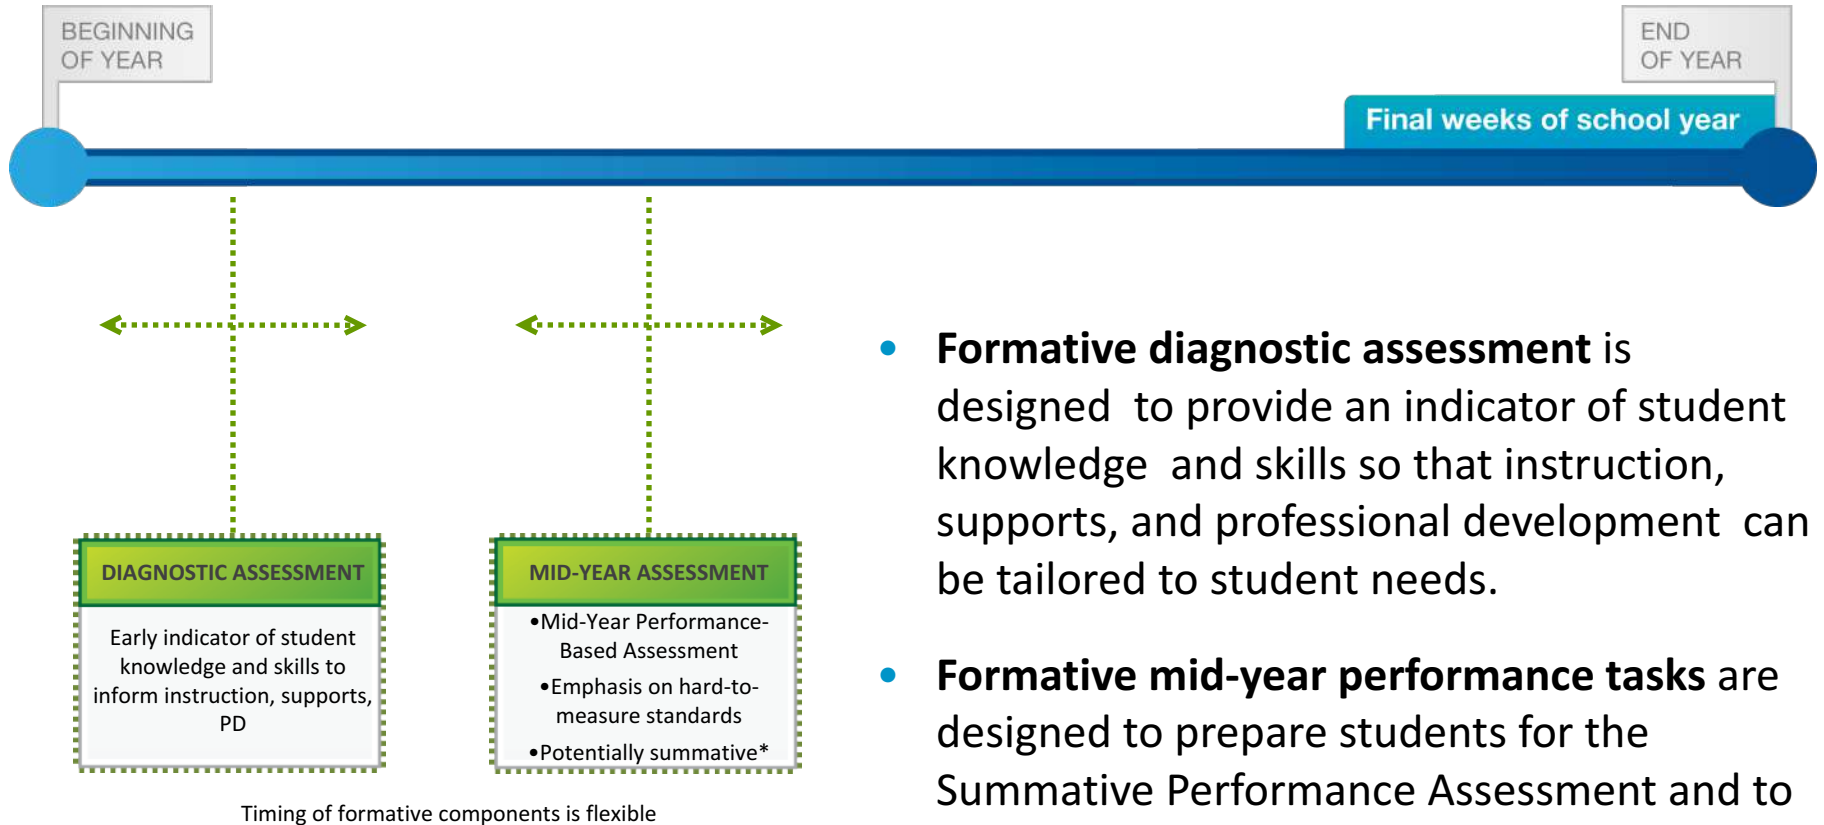 BEGINNING
OF YEAR
END
OF YEAR
Final weeks of school year
DIAGNOSTIC ASSESSMENT
Early indicator of student
knowledge and skills to
inform instruction, supports,
PD
MID-YEAR ASSESSMENT
•Mid-Year Performance-
Based Assessment
•Emphasis on hard-to-
measure standards
•Potentially summative*
Timing of formative components is flexible
• Formative diagnostic assessment is
designed to provide an indicator of student
knowledge and skills so that instruction,
supports, and professional development can
be tailored to student needs.
• Formative mid-year performance tasks are
designed to prepare students for the
Summative Performance Assessment and to